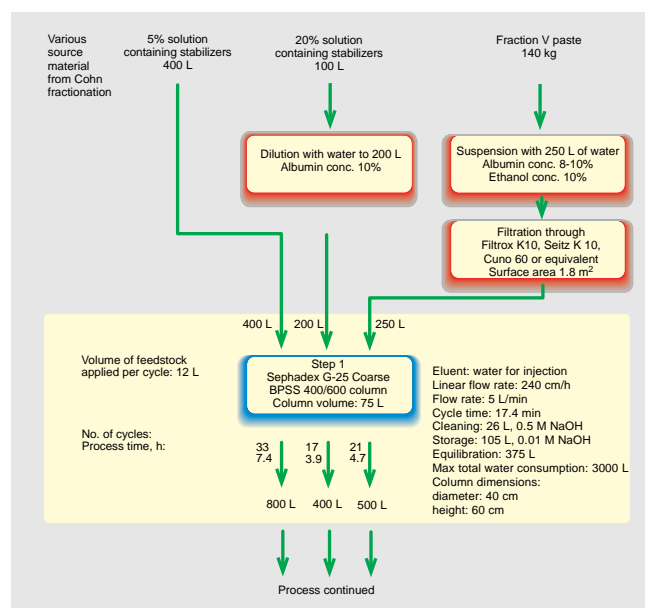 Various
source
material
from Cohn
fractionation
5% solution
containing stabilizers
400 L
20% solution
containing stabilizers
100 L
Fraction V paste
140 kg
Dilution with water to 200 L
Albumin conc. 10%
Suspension with 250 L of water
Albumin conc. 8-10%
Ethanol conc. 10%
Filtration through
Filtrox K10, Seitz K 10,
Cuno 60 or equivalent
Surface area 1.8 m²
400 L 200 L 250 L
Volume of feedstock
applied per cycle: 12 L
Step 1
Sephadex G-25 Coarse
BPSS 400/600 column
Column volume: 75 L
Eluent: water for injection
Linear flow rate: 240 cm/h
Flow rate: 5 L/min
Cycle time: 17.4 min
Cleaning: 26 L, 0.5 M NaOH
Storage: 105 L, 0.01 M NaOH
Equilibration: 375 L
Max total water consumption: 3000 L
Column dimensions:
diameter: 40 cm
height: 60 cm
No. of cycles: 33 17 21
Process time, h: 7.4 3.9 4.7
800 L 400 L 500 L
Process continued